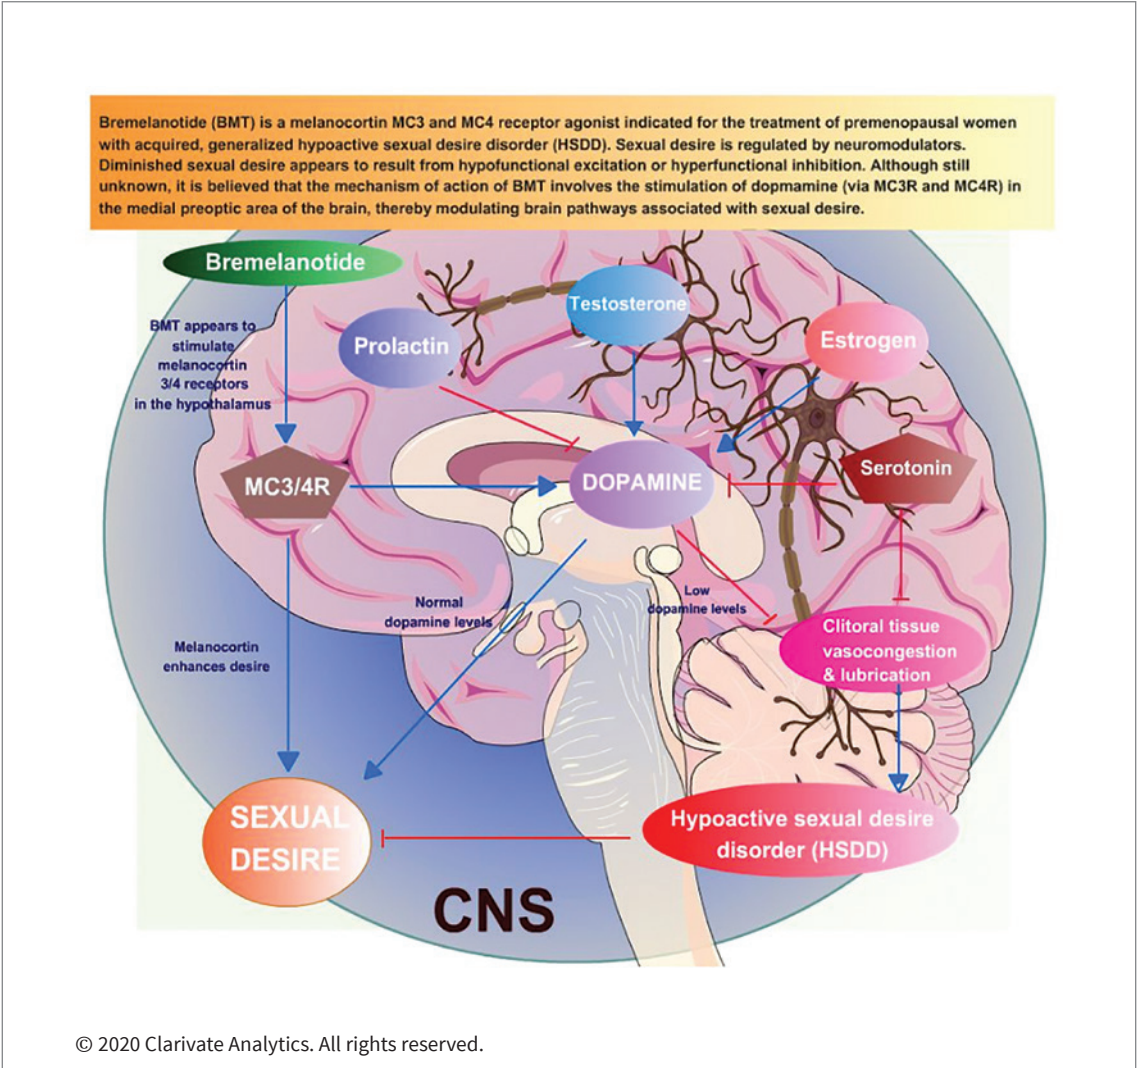 Bremelanotide (BMT) is a melanocortin MC3 and MC4 receptor agonist indicated for the treatment of premenopausal women
with acquired, generalized hypoactive sexual desire disorder (HSDD). Sexual desire is regulated by neuromodulators.
Diminished sexual desire appears to result from hypofunctional excitation or hyperfunctional inhibition. Although still
unknown, it is believed that the mechanism of action of BMT involves the stimulation of dopmamine (via MC3R and MC4R) in
the medial preoptic area of the brain, thereby modulating brain pathways associated with sexual desire.
Bremelanotide
BMT appears to
stimulate
melanocortin
3/4 receptors
in the hypothalamus
Prolactin
Testosterone
Estrogen
MC3/4R
DOPAMINE
Serotonin
Normal
dopamine levels
Low
dopamine levels
Melanocortin
enhances desire
Clitoral tissue
vasocongestion
& lubrication
SEXUAL
DESIRE
Hypoactive sexual desire
disorder (HSDD)
CNS
© 2020 Clarivate Analytics. All rights reserved.